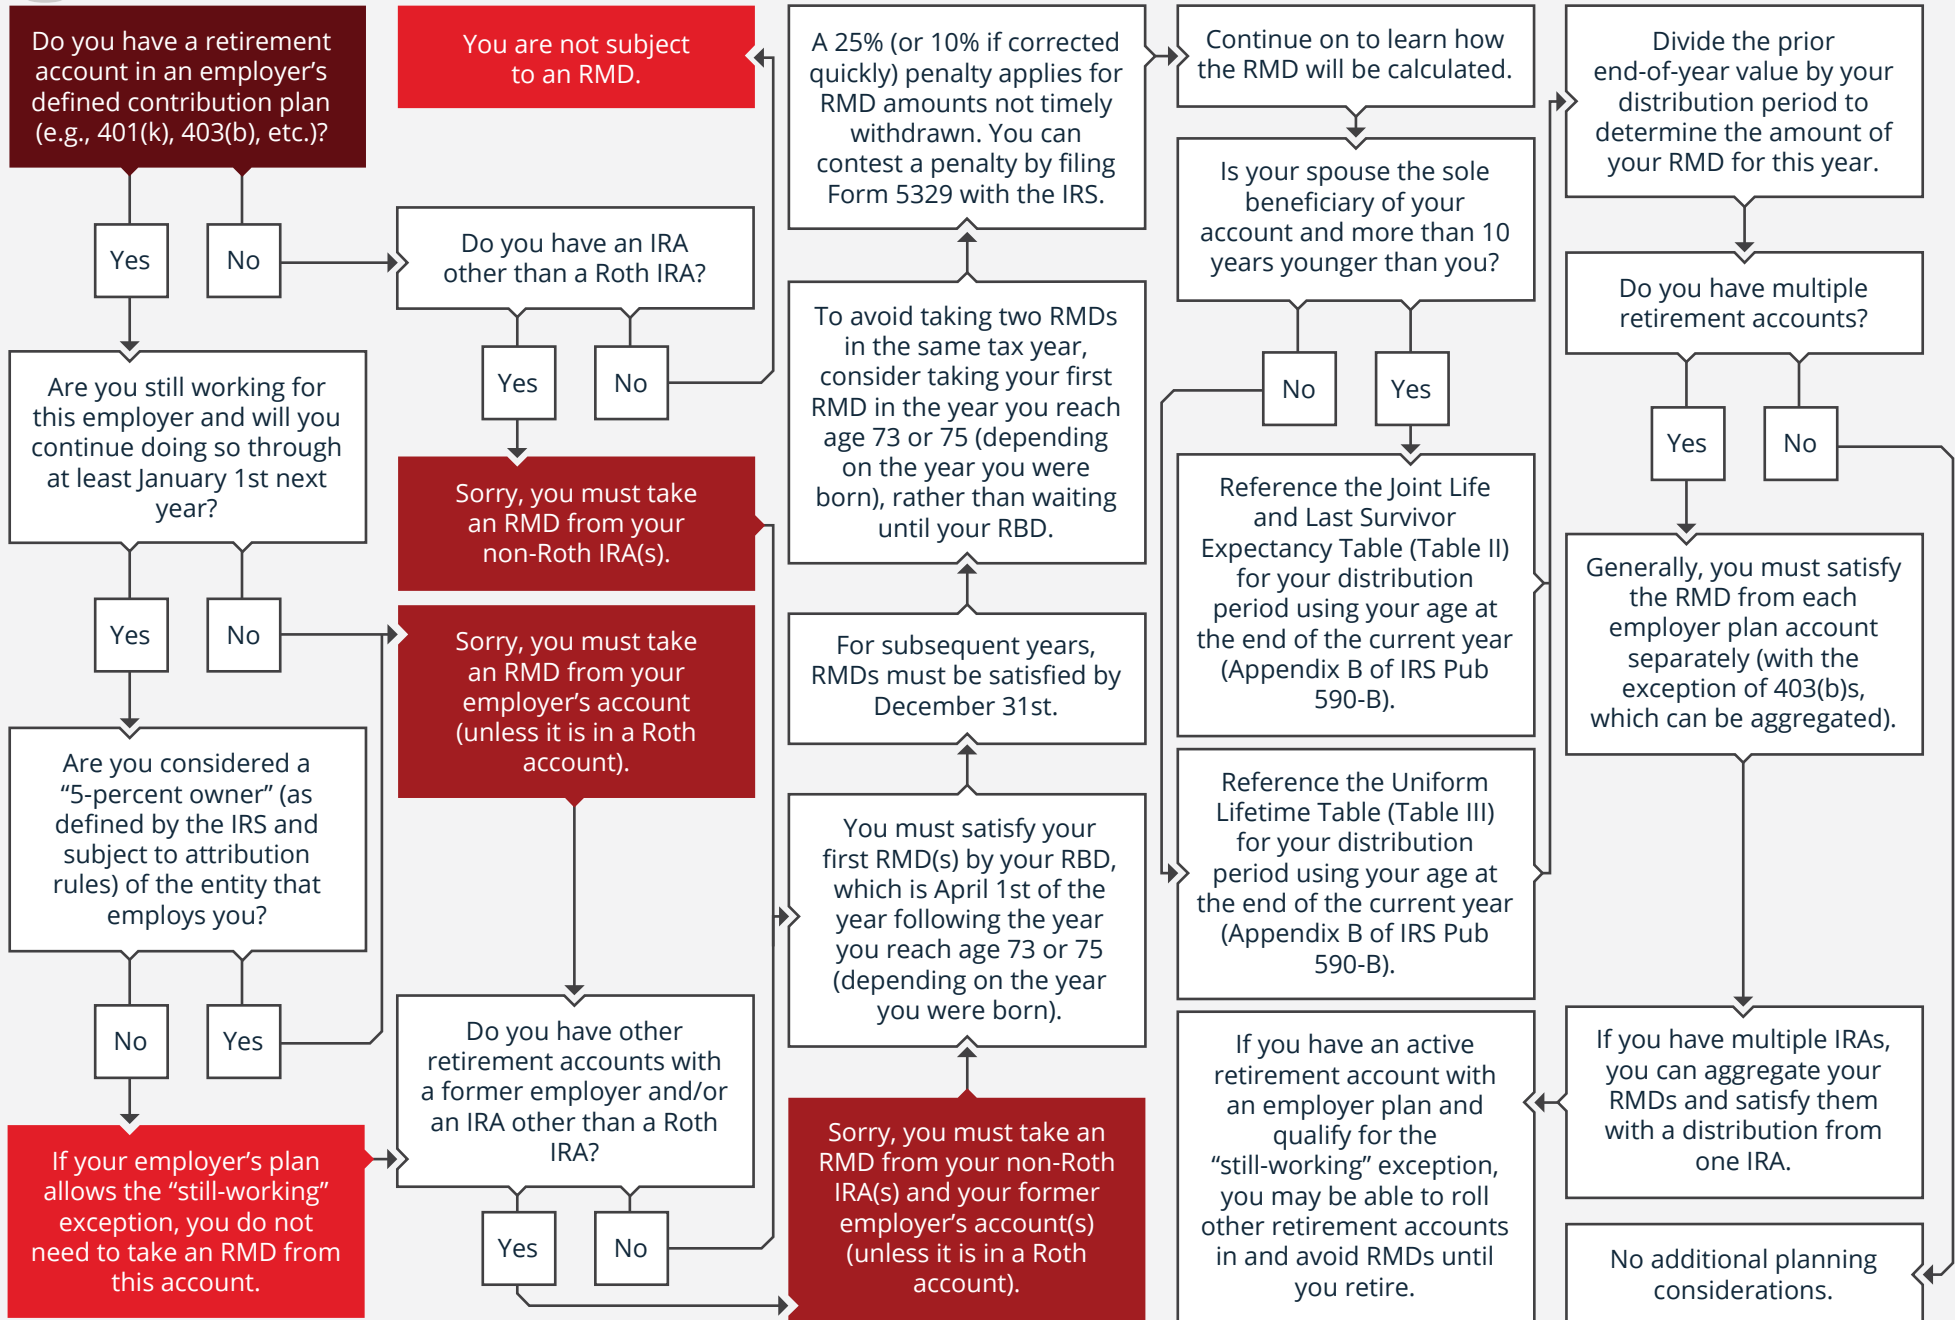 Do you have a retirement
account in an employer’s
defined contribution plan
(e.g., 401(k), 403(b), etc.)?
Yes
No
Are you still working for
this employer and will you
continue doing so through
at least January 1st next
year?
Yes
No
Are you considered a
“5-percent owner” (as
defined by the IRS and
subject to attribution
rules) of the entity that
employs you?
No
Yes
If your employer’s plan
allows the “still-working”
exception, you do not
need to take an RMD from
this account.
You are not subject
to an RMD.
Do you have an IRA
other than a Roth IRA?
Yes
No
Sorry, you must take
an RMD from your
non-Roth IRA(s).
Sorry, you must take
an RMD from your
employer’s account
(unless it is in a Roth
account).
Do you have other
retirement accounts with
a former employer and/or
an IRA other than a Roth
IRA?
Yes
No
A 25% (or 10% if corrected
quickly) penalty applies for
RMD amounts not timely
withdrawn. You can
contest a penalty by filing
Form 5329 with the IRS.
To avoid taking two RMDs
in the same tax year,
consider taking your first
RMD in the year you reach
age 73 or 75 (depending
on the year you were
born), rather than waiting
until your RBD.
For subsequent years,
RMDs must be satisfied by
December 31st.
You must satisfy your
first RMD(s) by your RBD,
which is April 1st of the
year following the year
you reach age 73 or 75
(depending on the year
you were born).
Sorry, you must take an
RMD from your non-Roth
IRA(s) and your former
employer’s account(s)
(unless it is in a Roth
account).
Continue on to learn how
the RMD will be calculated.
Is your spouse the sole
beneficiary of your
account and more than 10
years younger than you?
No
Yes
Reference the Joint Life
and Last Survivor
Expectancy Table (Table II)
for your distribution
period using your age at
the end of the current year
(Appendix B of IRS Pub
590-B).
Reference the Uniform
Lifetime Table (Table III)
for your distribution
period using your age at
the end of the current year
(Appendix B of IRS Pub
590-B).
If you have an active
retirement account with
an employer plan and
qualify for the
“still-working” exception,
you may be able to roll
other retirement accounts
in and avoid RMDs until
you retire.
Divide the prior
end-of-year value by your
distribution period to
determine the amount of
your RMD for this year.
Do you have multiple
retirement accounts?
Yes
No
Generally, you must satisfy
the RMD from each
employer plan account
separately (with the
exception of 403(b)s,
which can be aggregated).
If you have multiple IRAs,
you can aggregate your
RMDs and satisfy them
with a distribution from
one IRA.
No additional planning
considerations.